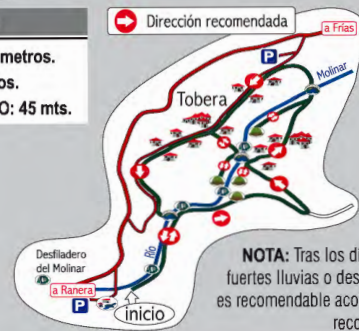 Dirección recomendada
a Frías
metros.
os.
O: 45 mts.
P
Molinar
Tobera
Río
Desfiladero
del Molinar
a Ranera
P
inicio
NOTA: Tras los d
fuertes lluvias o des
es recomendable aco
reco